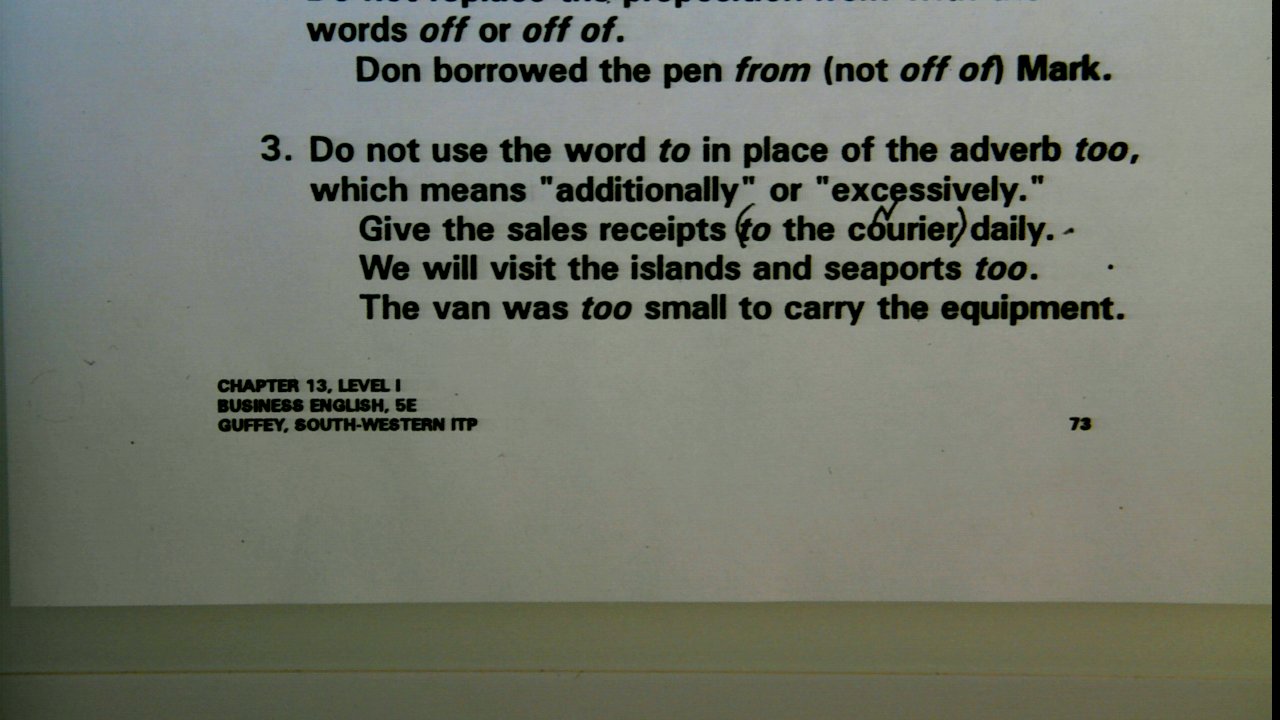 words off or off of.
Don borrowed the pen from (not off of) Mark.
3. Do not use the word to in place of the adverb too,
which means "additionally" or "excessively."
Give the sales receipts (to the courier) daily.
We will visit the islands and seaports too.
The van was too small to carry the equipment.
CHAPTER 13, LEVEL I
BUSINESS ENGLISH, 5E
GUFFEY, SOUTH-WESTERN ITP
73